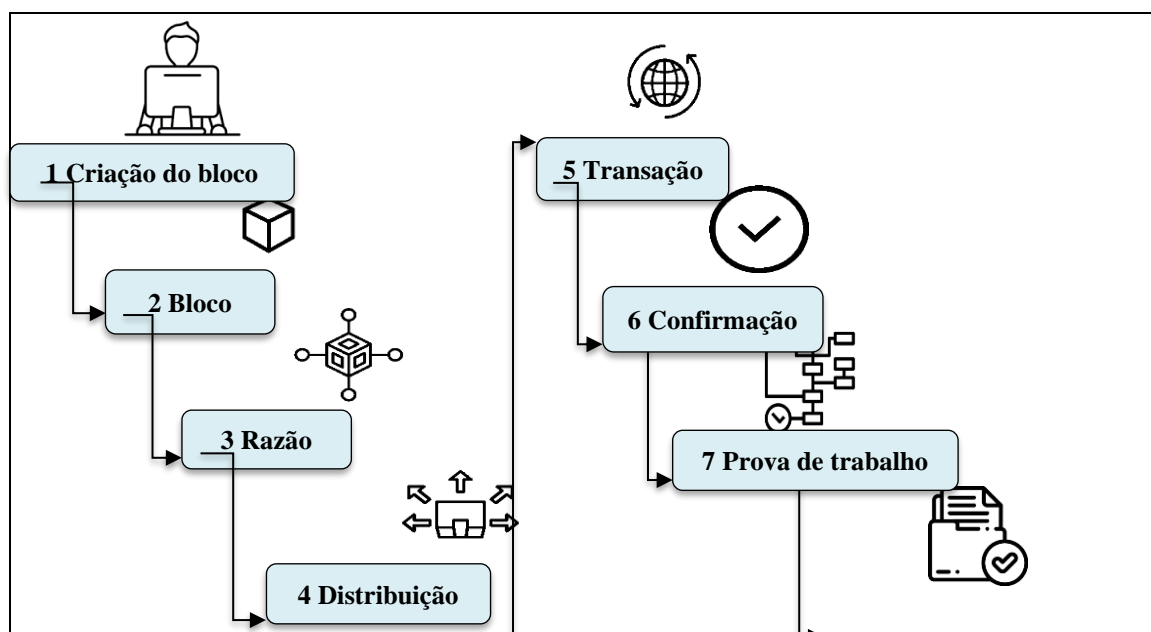 1 Criação do bloco
2 Bloco
3 Razão
4 Distribuição
5 Transação
6 Confirmação
7 Prova de trabalho